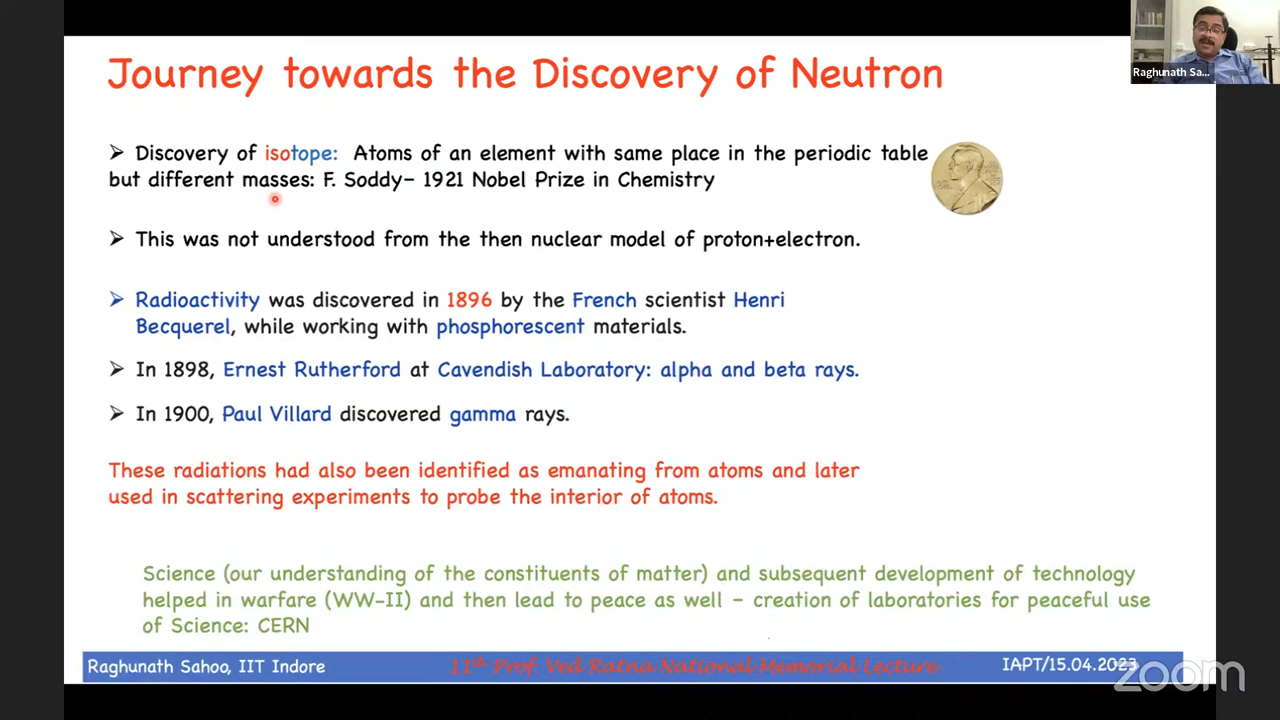 Raghunath Sa...
Journey towards the Discovery of Neutron
➢ Discovery of isotope: Atoms of an element with same place in the periodic table
but different masses: F. Soddy– 1921 Nobel Prize in Chemistry
➢ This was not understood from the then nuclear model of proton+electron.
➢ Radioactivity was discovered in 1896 by the French scientist Henri
Becquerel, while working with phosphorescent materials.
➢ In 1898, Ernest Rutherford at Cavendish Laboratory: alpha and beta rays.
➢ In 1900, Paul Villard discovered gamma rays.
These radiations had also been identified as emanating from atoms and later
used in scattering experiments to probe the interior of atoms.
Science (our understanding of the constituents of matter) and subsequent development of technology
helped in warfare (WW-II) and then lead to peace as well – creation of laboratories for peaceful use
of Science: CERN
Raghunath Sahoo, IIT Indore
11th Prof. Ved Ratna National Memorial Lecture
IAPT/15.04.2023
zoom